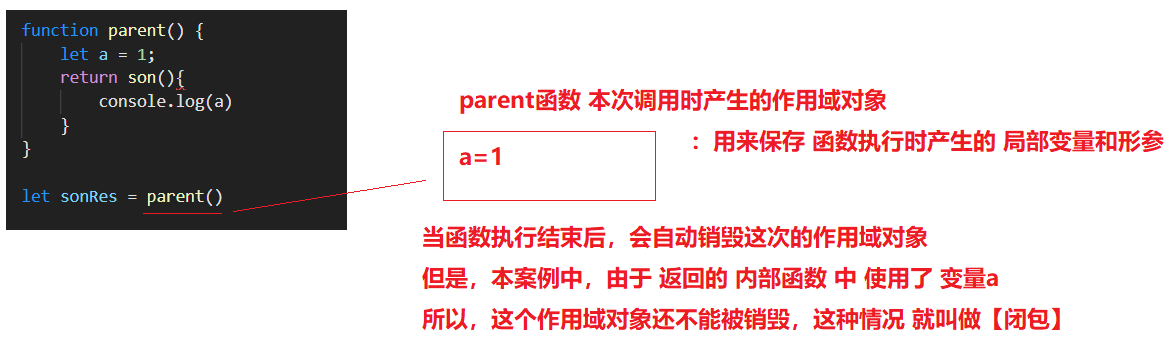 function parent() {
let a = 1;
return son(){
console.log(a)
}
}
let sonRes = parent()
parent函数 本次调用时产生的作用域对象
：用来保存 函数执行时产生的 局部变量和形参
a=1
当函数执行结束后，会自动销毁这次的作用域对象
但是，本案例中，由于 返回的 内部函数 中 使用了 变量a
所以，这个作用域对象还不能被销毁，这种情况 就叫做【闭包】